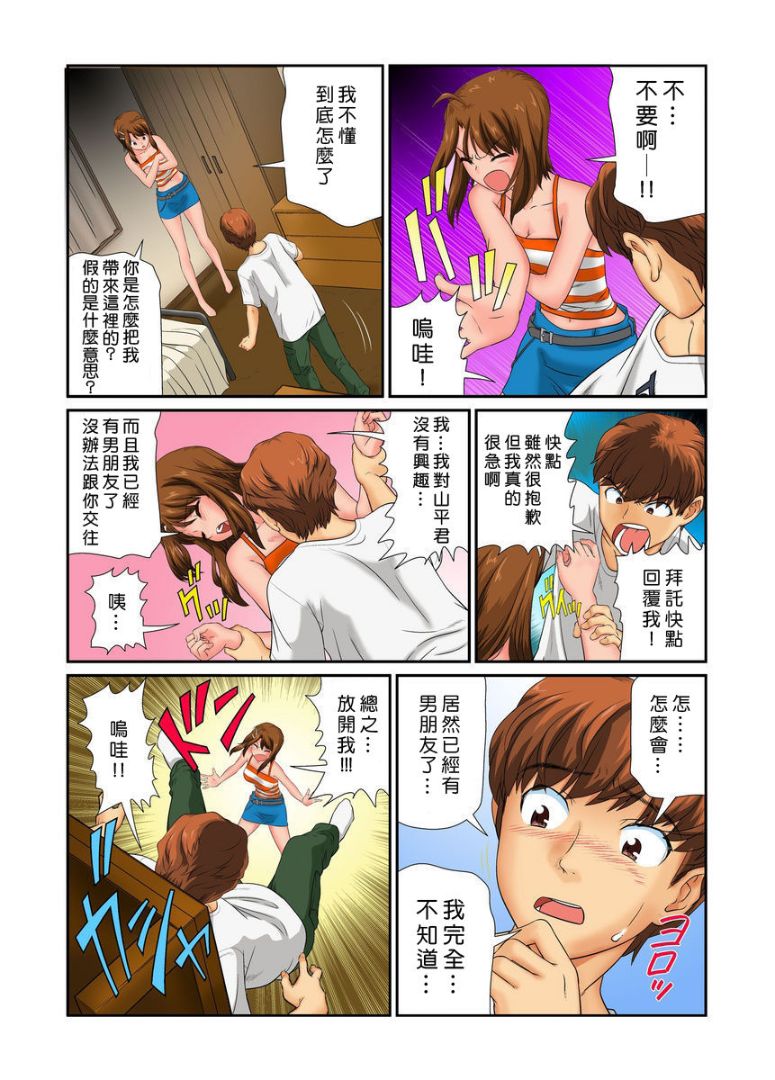 不⋯
不要啊─!!
嗚哇！
我不懂
到底怎麼了
你是怎麼把我
帶來這裡的？
假的是什麼意思？
快點
雖然很抱歉
但我真的
很急啊
拜託快點
回覆我！
我⋯我對山平君
沒有興趣⋯
而且我已經
有男朋友了
沒辦法跟你交往
咦⋯
怎⋯⋯
怎麼會⋯
居然已經有
男朋友了⋯
我完全⋯
不知道⋯
ヨロッ
總之⋯
放開我!!!
嗚哇!!